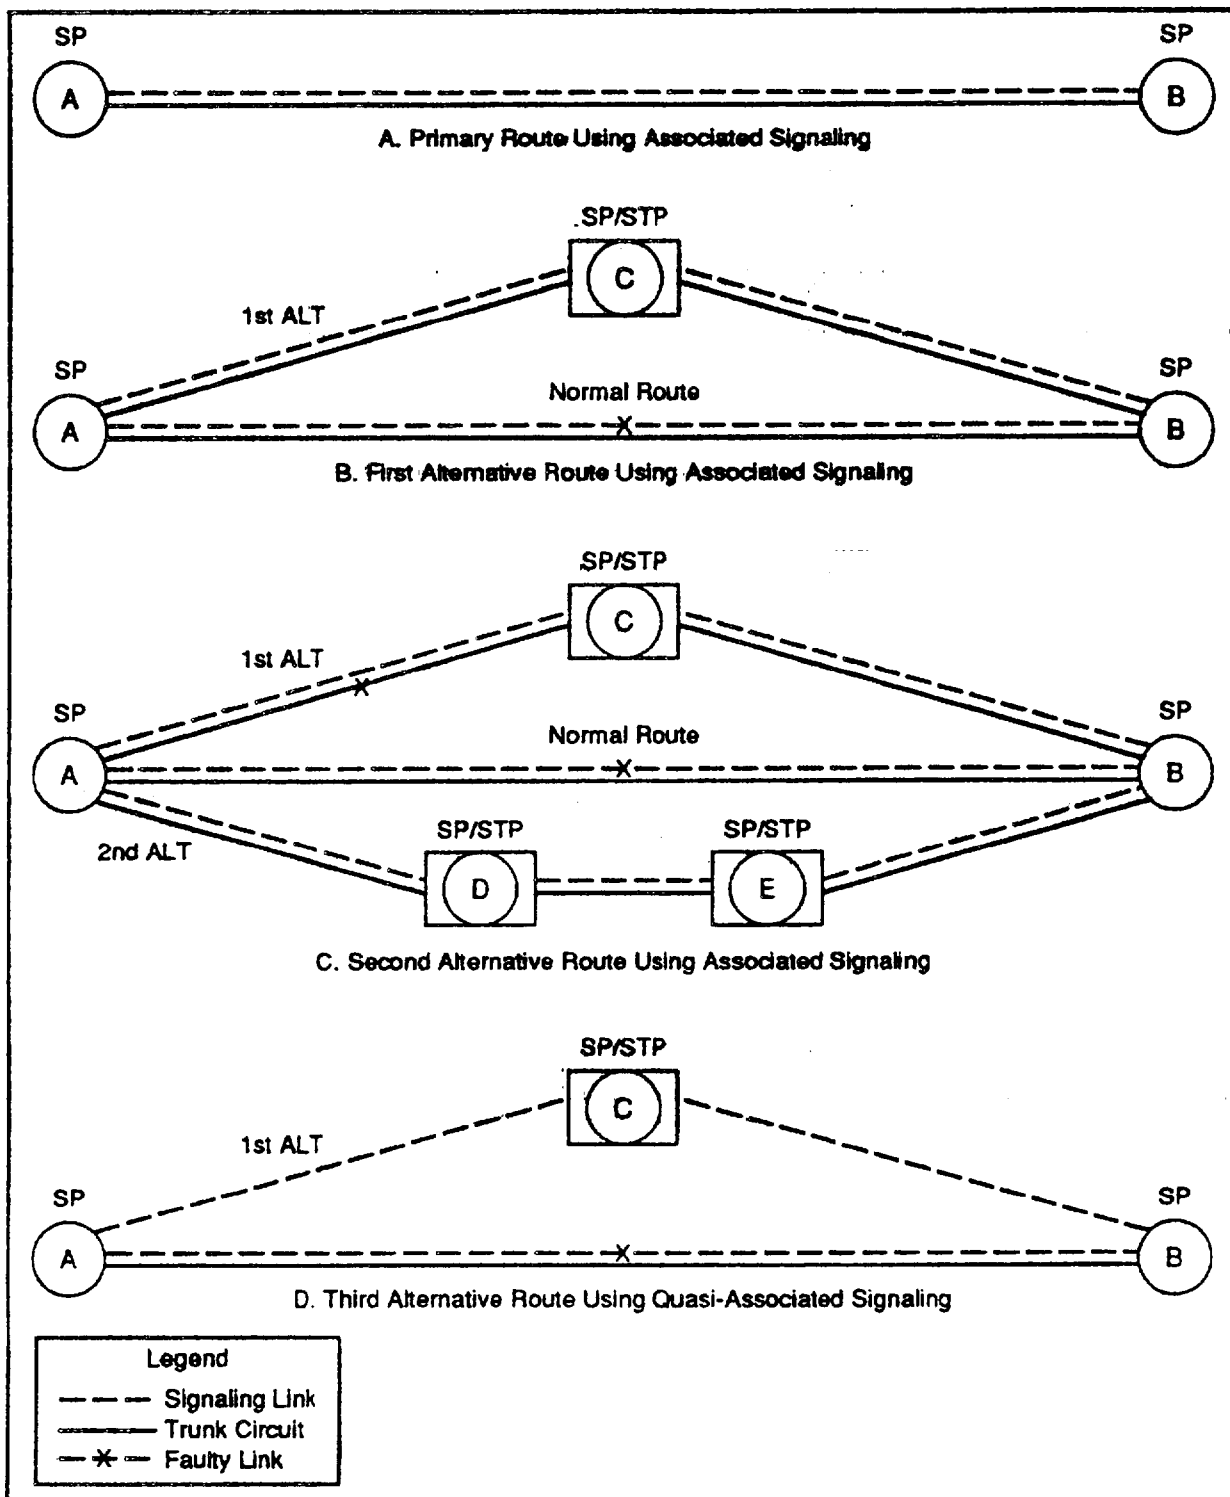 SP
SP
A
B
A. Primary Route Using Associated Signaling
SP/STP
C
1st ALT
SP
SP
Normal Route
A
B
B. First Alternative Route Using Associated Signaling
SP/STP
C
1st ALT
SP
SP
Normal Route
A
B
SP/STP
SP/STP
2nd ALT
D
E
C. Second Alternative Route Using Associated Signaling
SP/STP
C
1st ALT
SP
SP
A
B
D. Third Alternative Route Using Quasi-Associated Signaling
Legend
Signaling Link
Trunk Circuit
Faulty Link